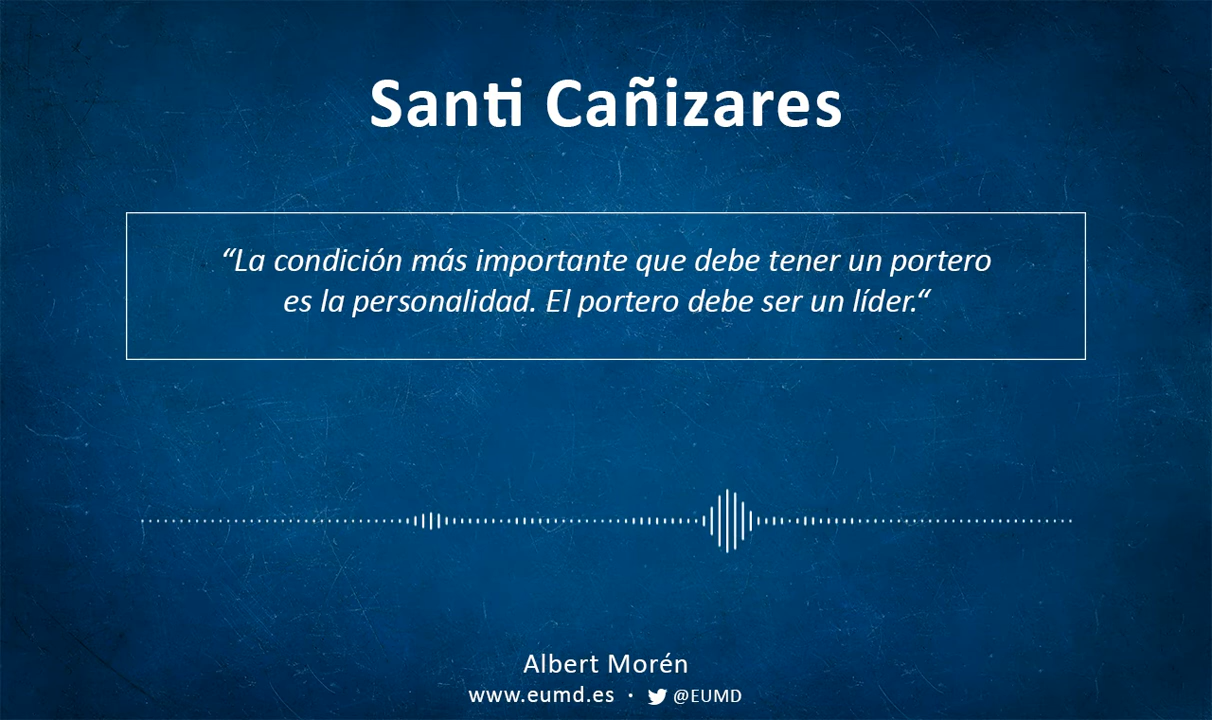 Santi Cañizares
“La condición más importante que debe tener un portero
es la personalidad. El portero debe ser un líder.“
Albert Morén
www.eumd.es · @EUMD